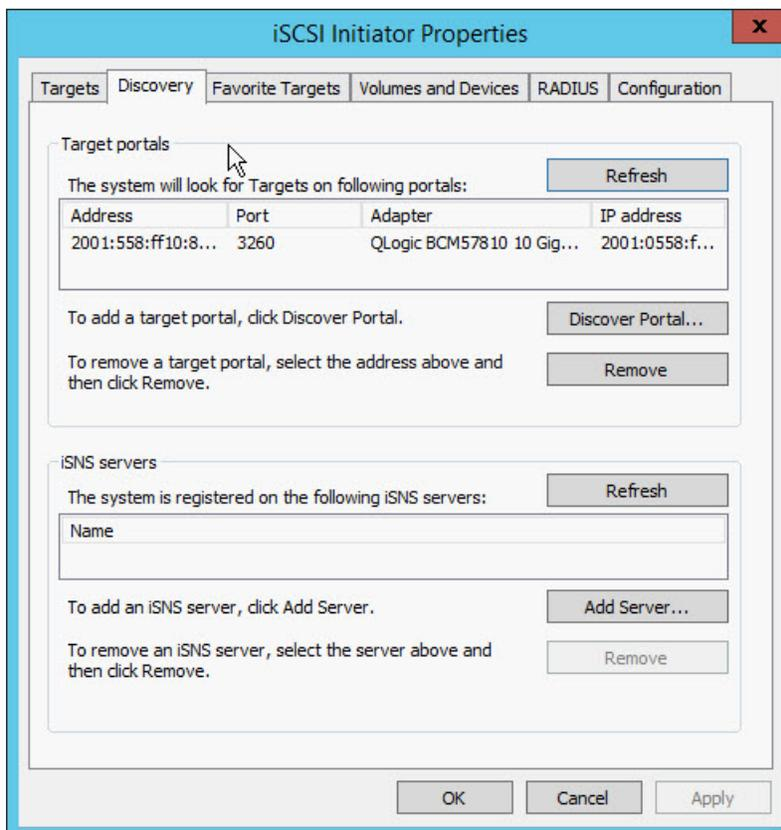 iSCSI Initiator Properties
x
Targets Discovery Favorite Targets Volumes and Devices RADIUS Configuration
Target portals
The system will look for Targets on following portals:
Refresh
Address Port Adapter IP address
2001:558:ff10:8... 3260 QLogic BCM57810 10 Gig... 2001:0558:f...
To add a target portal, click Discover Portal.
Discover Portal...
To remove a target portal, select the address above and
then click Remove.
Remove
iSNS servers
The system is registered on the following iSNS servers:
Refresh
Name
To add an iSNS server, click Add Server.
Add Server...
To remove an iSNS server, select the server above and
then click Remove.
Remove
OK Cancel Apply